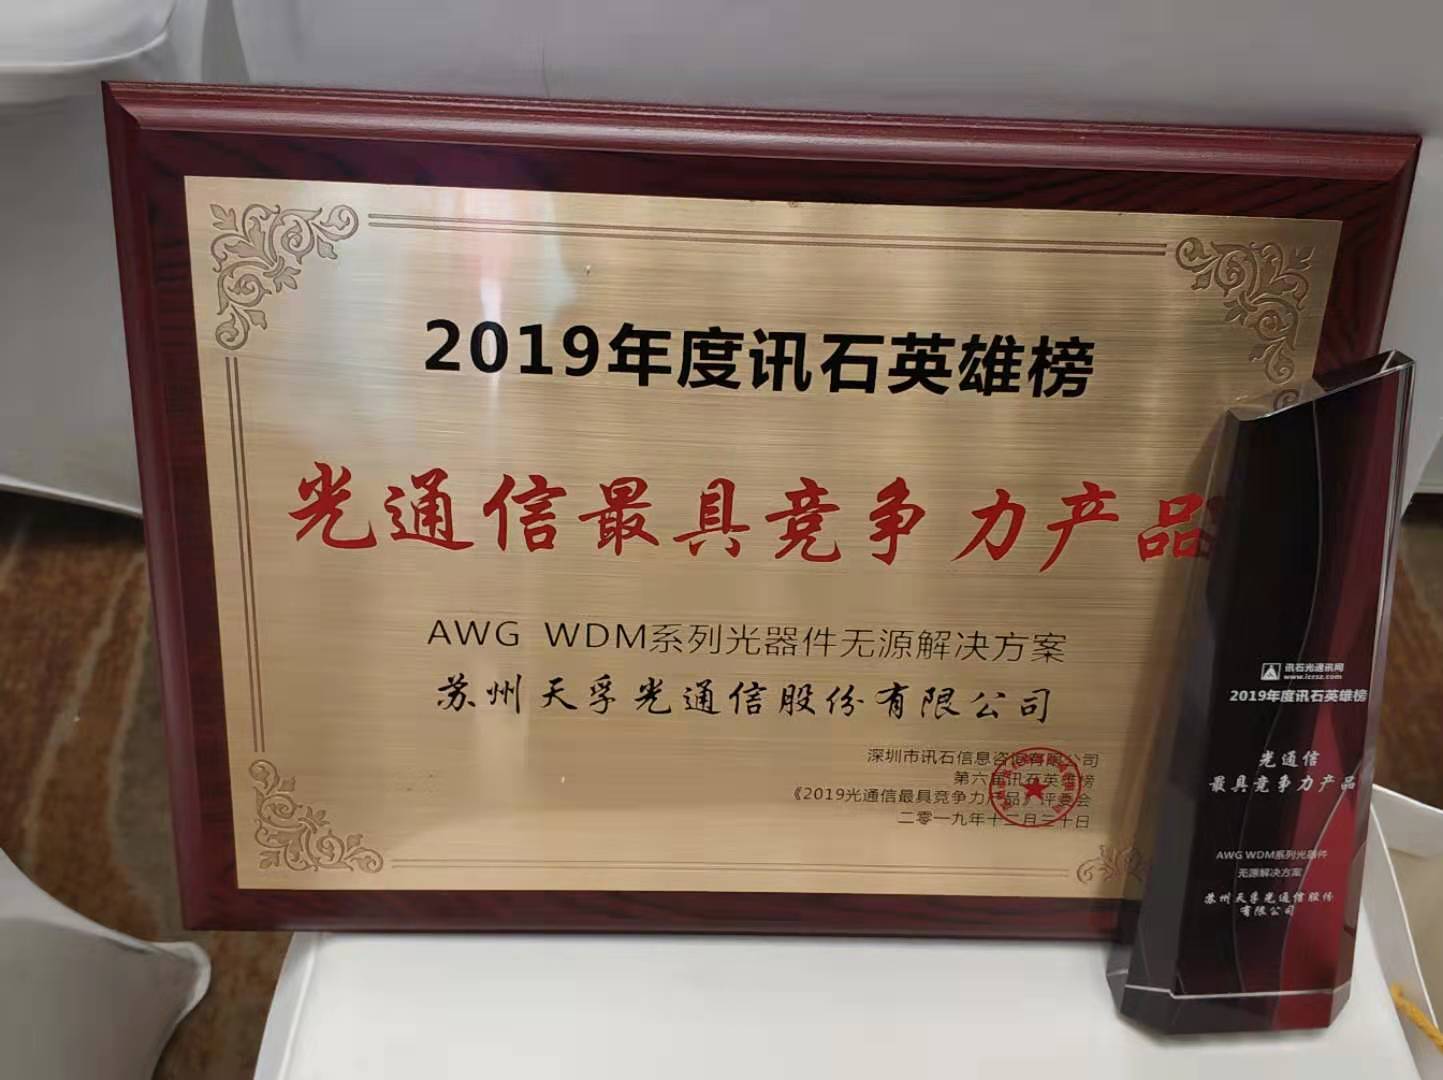 2019年度讯石英雄榜
光通信最具竞争力产品
AWG WDM系列光器件无源解决方案
苏州天孚光通信股份有限公司
深圳市讯石信息咨询有限公司
第六届讯石英雄榜
《2019光通信最具竞争力产品》评委会
二零一九年十二月三十日
讯石光通讯网
www.iccsz.com
2019年度讯石英雄榜
光通信
最具竞争力产品
AWG WDM系列光器件
无源解决方案
苏州天孚光通信股份
有限公司